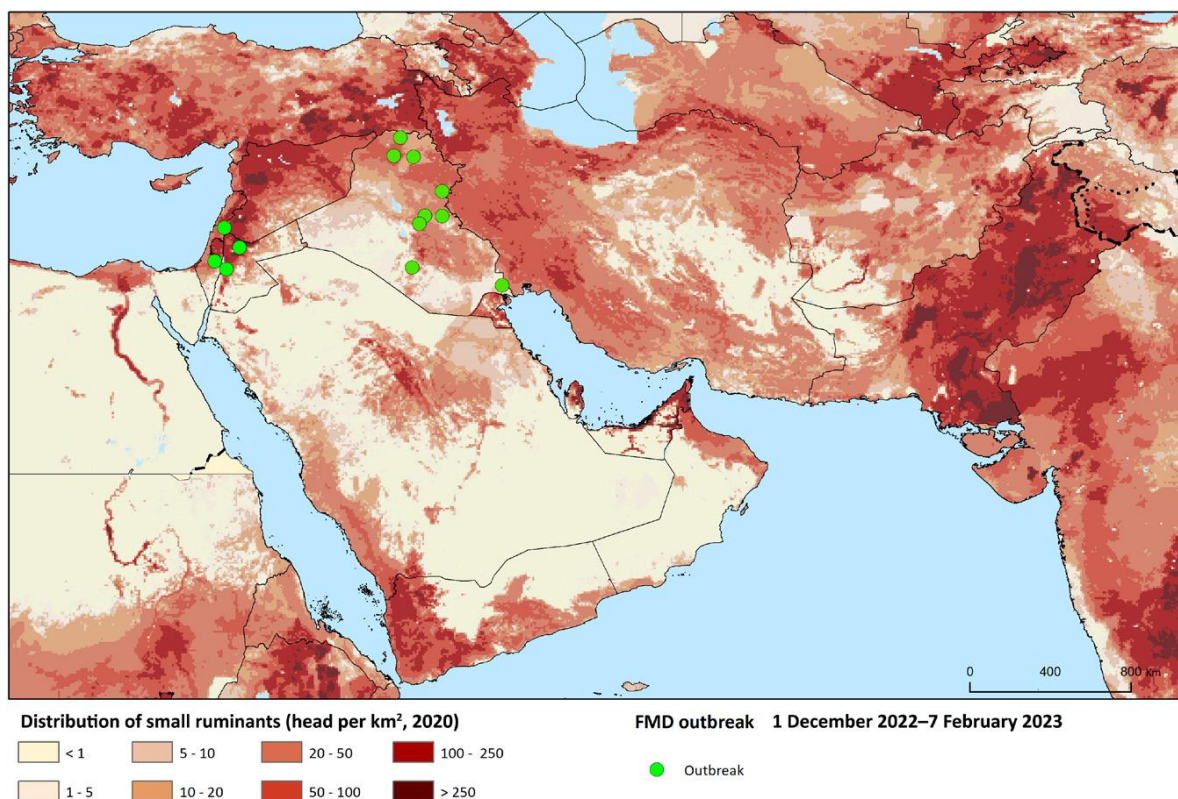 0 400 800 Km
Distribution of small ruminants (head per km², 2020)
< 1
5 - 10
20 - 50
100 - 250
1 - 5
10 - 20
50 - 100
> 250
FMD outbreak 1 December 2022–7 February 2023
Outbreak